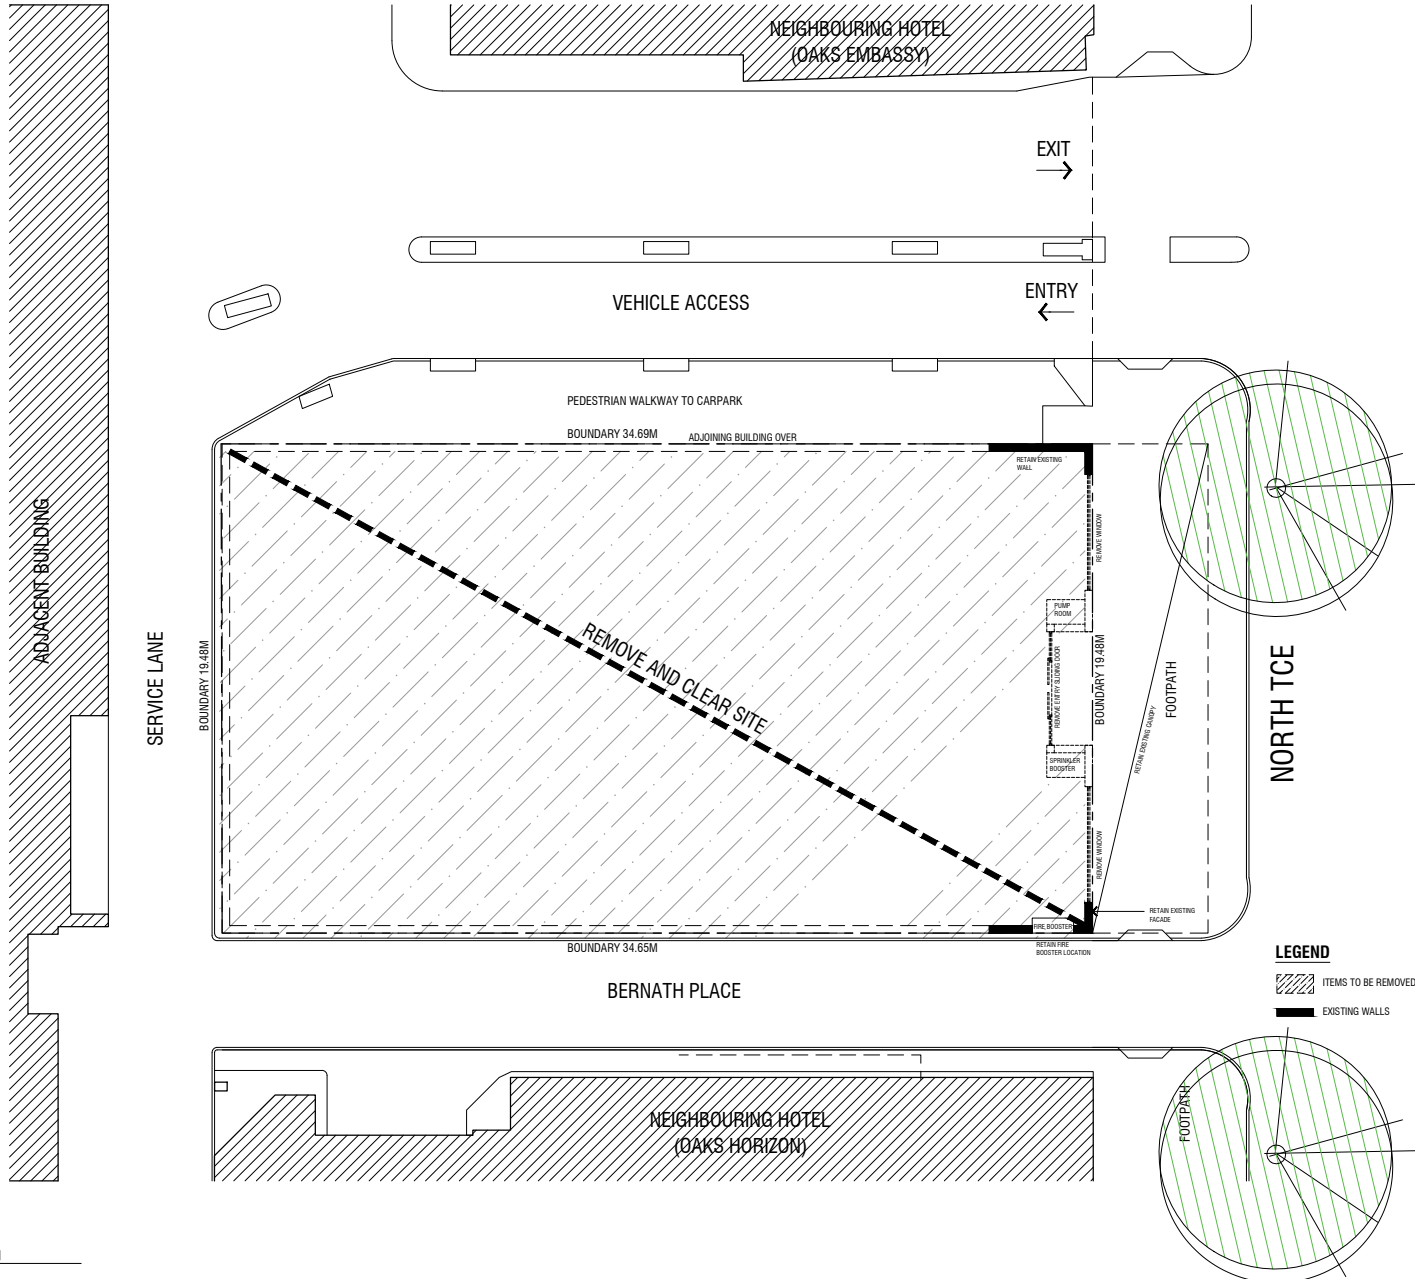 NEIGHBOURING HOTEL
(OAKS EMBASSY)
EXIT
ENTRY
VEHICLE ACCESS
PEDESTRIAN WALKWAY TO CARPARK
BOUNDARY 34.69M
ADJOINING BUILDING OVER
RETAIN EXISTING
WALL
REMOVE WINDOW
ADJACENT BUILDING
SERVICE LANE
BOUNDARY 19.48M
REMOVE AND CLEAR SITE
PUMP
ROOM
REMOVE ENTRY SLIDING DOOR
BOUNDARY 19.48M
FOOTPATH
RETAIN EXISTING CANOPY
NORTH TCE
SPRINKLER
BOOSTER
REMOVE WINDOW
RETAIN EXISTING
FACADE
FIRE BOOSTER
RETAIN FIRE
BOOSTER LOCATION
BOUNDARY 34.65M
BERNATH PLACE
LEGEND
ITEMS TO BE REMOVED
EXISTING WALLS
FOOTPATH
NEIGHBOURING HOTEL
(OAKS HORIZON)